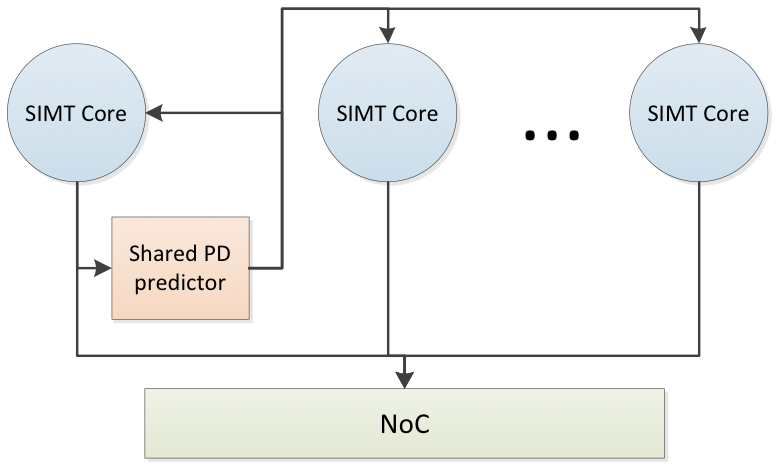 SIMT Core
SIMT Core
SIMT Core
...
Shared PD
predictor
NoC